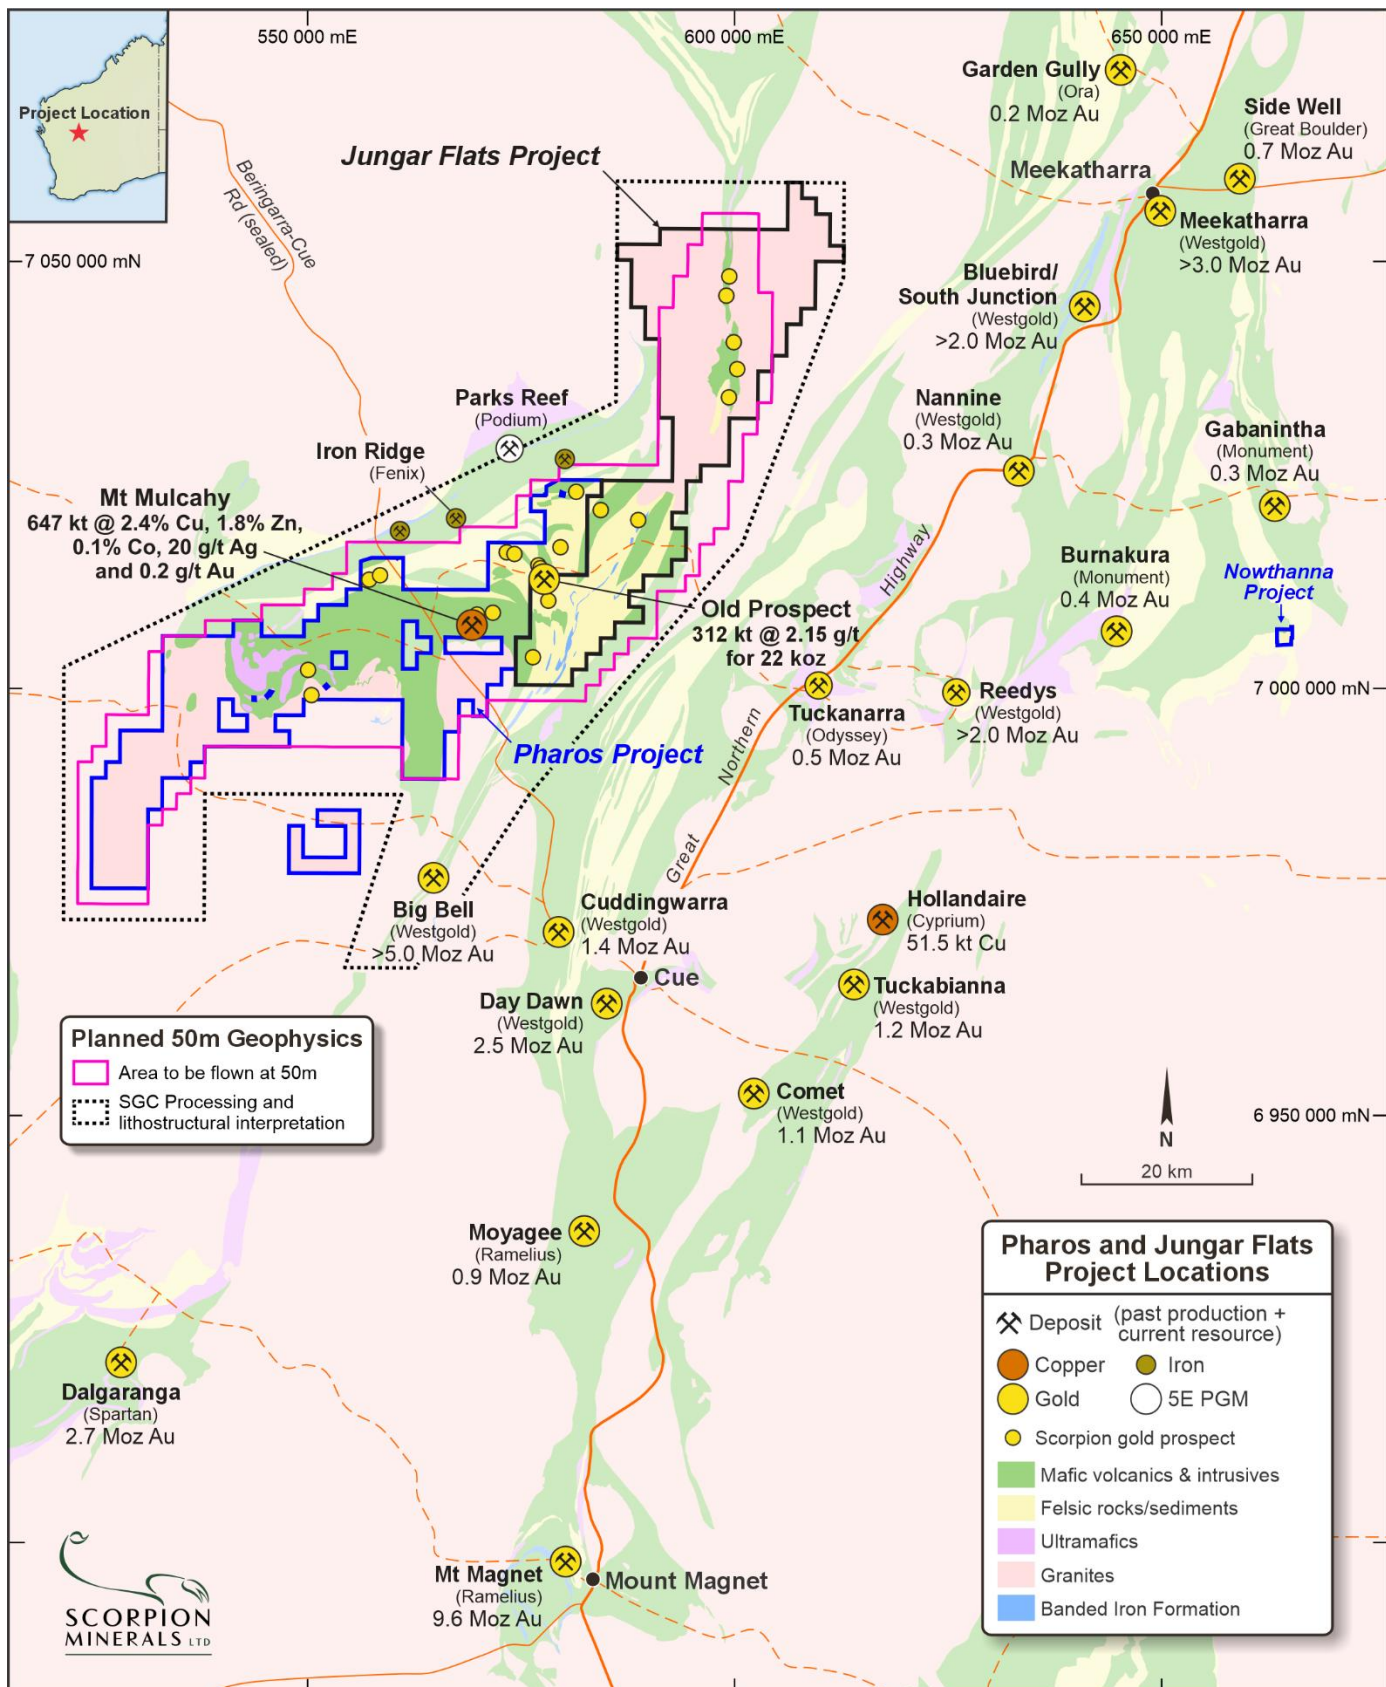 550 000 mE
600 000 mE
650 000 mE
Project Location
Garden Gully
(Ora)
0.2 Moz Au
Side Well
(Great Boulder)
0.7 Moz Au
Beringarra-Cue
Rd (sealed)
Jungar Flats Project
Meekatharra
Meekatharra
(Westgold)
>3.0 Moz Au
7 050 000 mN
Bluebird/
South Junction
(Westgold)
>2.0 Moz Au
Parks Reef
(Podium)
Nannine
(Westgold)
0.3 Moz Au
Iron Ridge
(Fenix)
Gabanintha
(Monument)
0.3 Moz Au
Mt Mulcahy
647 kt @ 2.4% Cu, 1.8% Zn,
0.1% Co, 20 g/t Ag
and 0.2 g/t Au
Burnakura
(Monument)
0.4 Moz Au
Nowthanna
Project
Great Northern Highway
Old Prospect
312 kt @ 2.15 g/t
for 22 koz
7 000 000 mN
Reedys
(Westgold)
>2.0 Moz Au
Tuckanarra
(Odyssey)
0.5 Moz Au
Pharos Project
Big Bell
(Westgold)
>5.0 Moz Au
Cuddingwarra
(Westgold)
1.4 Moz Au
Hollandaire
(Cyprium)
51.5 kt Cu
Cue
Tuckabianna
(Westgold)
1.2 Moz Au
Day Dawn
(Westgold)
2.5 Moz Au
Planned 50m Geophysics
Area to be flown at 50m
SGC Processing and
lithostructural interpretation
Comet
(Westgold)
1.1 Moz Au
6 950 000 mN
N
20 km
Moyagee
(Ramelius)
0.9 Moz Au
Pharos and Jungar Flats
Project Locations
Deposit (past production +
current resource)
Copper
Iron
Gold
5E PGM
Scorpion gold prospect
Mafic volcanics & intrusives
Felsic rocks/sediments
Ultramafics
Granites
Banded Iron Formation
Dalgaranga
(Spartan)
2.7 Moz Au
Mt Magnet
(Ramelius)
9.6 Moz Au
Mount Magnet
SCORPION
MINERALS LTD